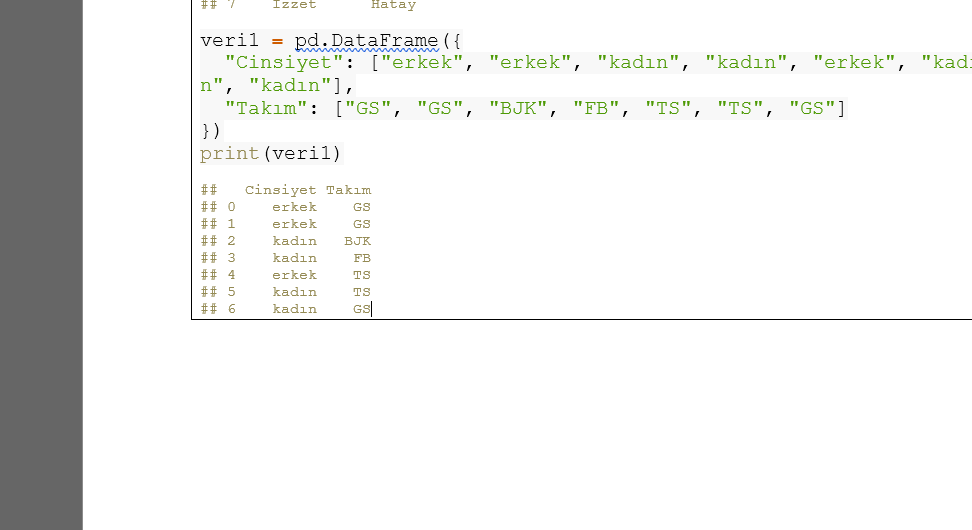 ## 7    İzzet      Hatay
veri1 = pd.DataFrame({
  "Cinsiyet": ["erkek", "erkek", "kadın", "kadın", "erkek", "kadı
n", "kadın"],
  "Takım": ["GS", "GS", "BJK", "FB", "TS", "TS", "GS"]
})
print(veri1)
##   Cinsiyet Takım
## 0    erkek    GS
## 1    erkek    GS
## 2    kadın   BJK
## 3    kadın    FB
## 4    erkek    TS
## 5    kadın    TS
## 6    kadın    GS